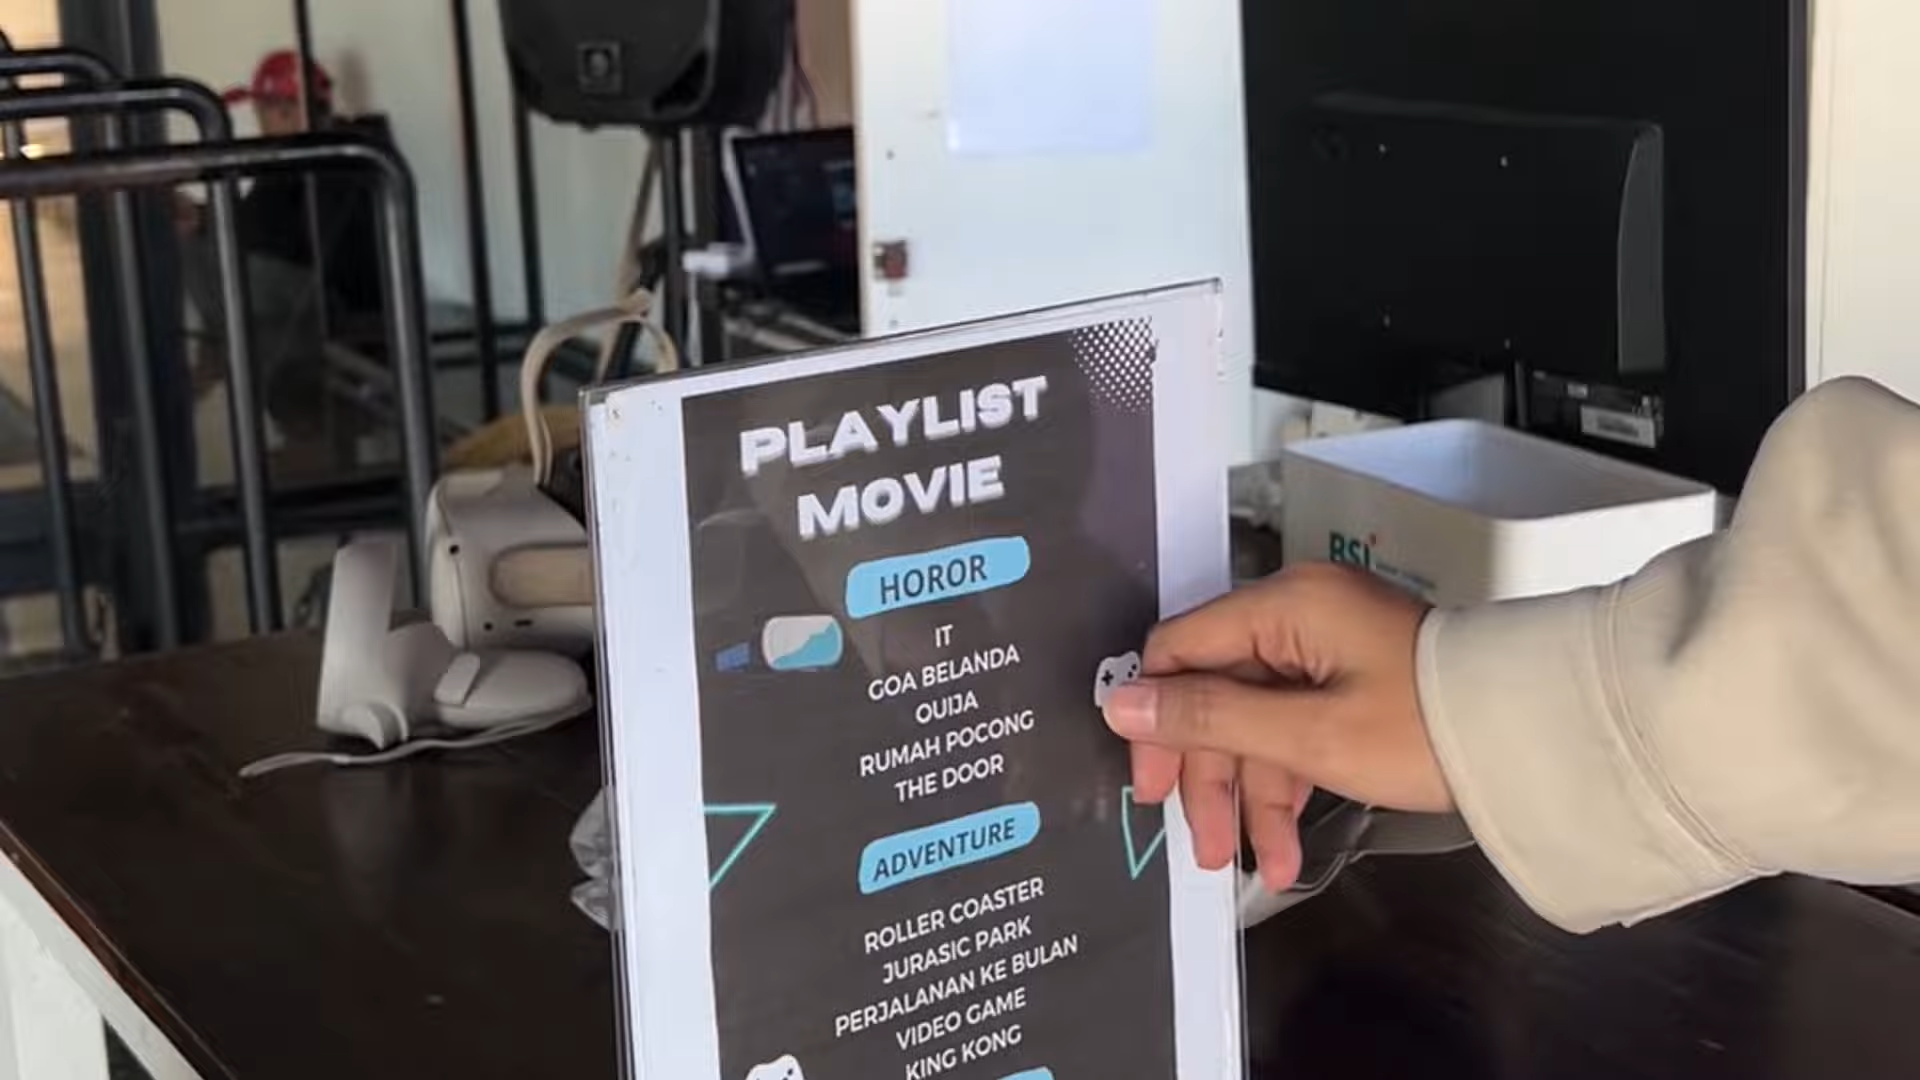 PLAYLIST
MOVIE
HOROR
IT
GOA BELANDA
OUIJA
RUMAH POCONG
THE DOOR
ADVENTURE
ROLLER COASTER
JURASIC PARK
PERJALANAN KE BULAN
VIDEO GAME
KING KONG
BSI